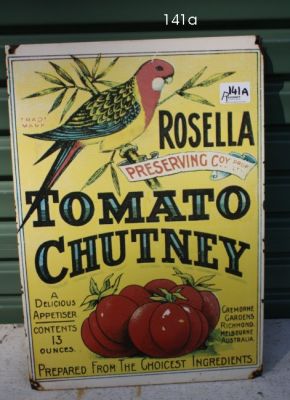 141a
141A
TRADE
MARK
ROSELLA
PRESERVING COY
TOMATO
CHUTNEY
A
DELICIOUS
APPETISER
CONTENTS
13
OUNCES.
CREMORNE
GARDENS
RICHMOND.
MELBOURNE
AUSTRALIA.
PREPARED FROM THE CHOICEST INGREDIENTS.